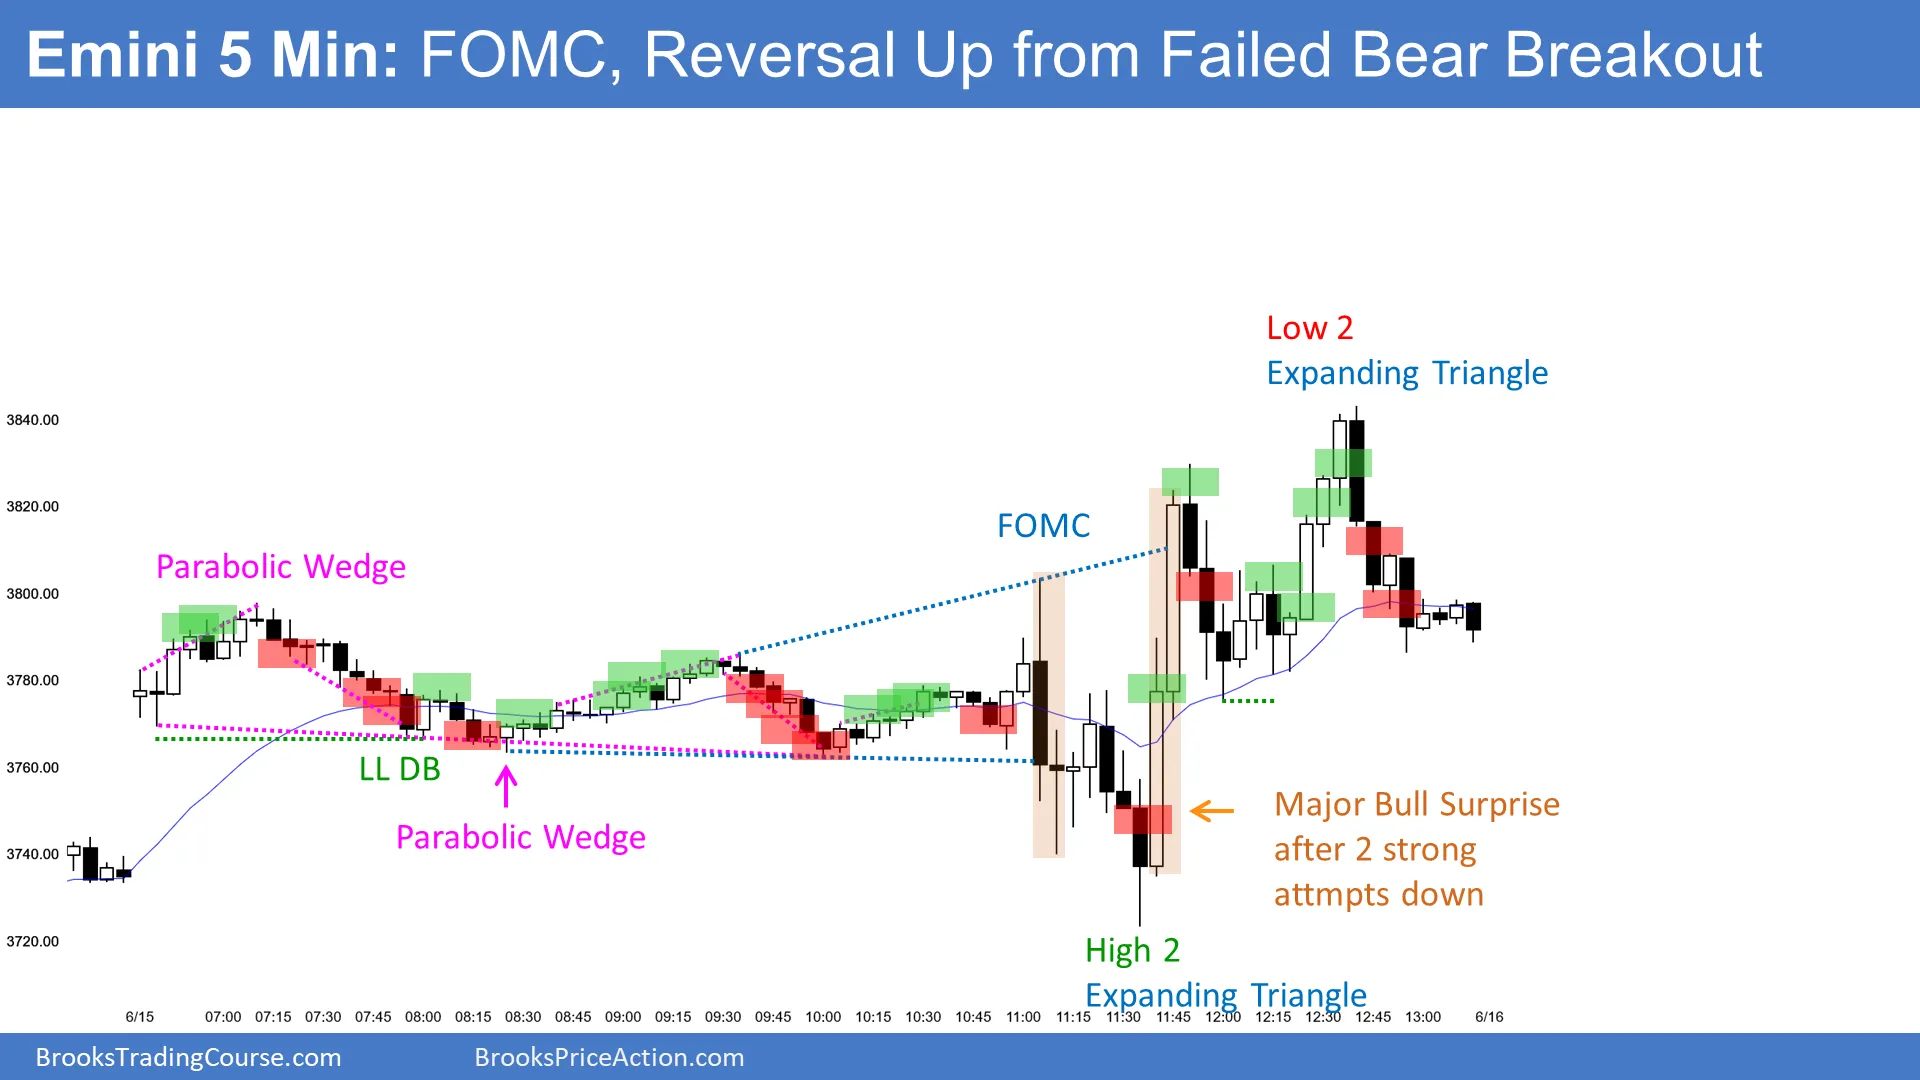 Emini 5 Min: FOMC, Reversal Up from Failed Bear Breakout
Low 2
Expanding Triangle
3840.00
3820.00
FOMC
Parabolic Wedge
3800.00
3780.00
3760.00
LL DB
Major Bull Surprise
after 2 strong
attmpts down
Parabolic Wedge
3740.00
3720.00
High 2
Expanding Triangle
6/15 07:00 07:15 07:30 07:45 08:00 08:15 08:30 08:45 09:00 09:15 09:30 09:45 10:00 10:15 10:30 10:45 11:00 11:15 11:30 11:45 12:00 12:15 12:30 12:45 13:00 6/16
BrooksTradingCourse.com BrooksPriceAction.com